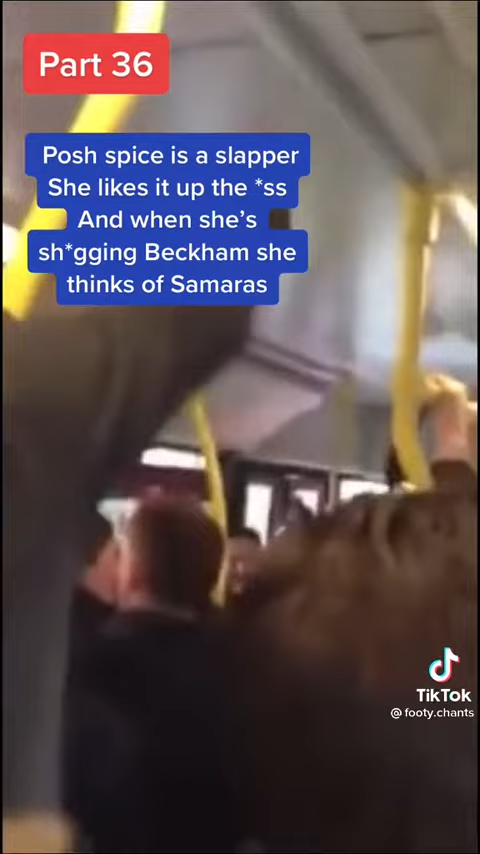 Part 36
Posh spice is a slapper
She likes it up the *ss
And when she's
sh*gging Beckham she
thinks of Samaras
TikTok
@footy.chants